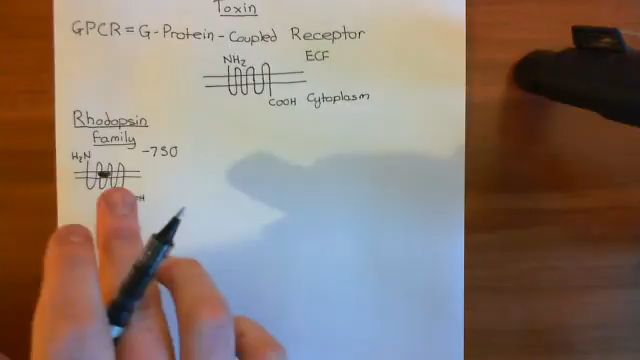 Toxin
GPCR = G-Protein-Coupled Receptor
NH2 ECF
COOH Cytoplasm
Rhodopsin
Family
H2N -750